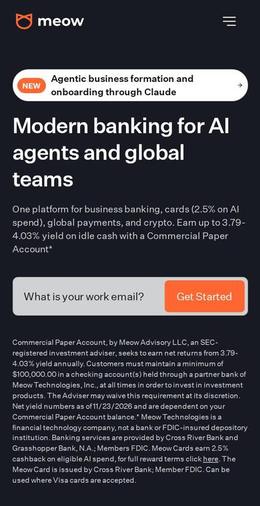 meow
NEW
Agentic business formation and
onboarding through Claude
Modern banking for AI
agents and global
teams
One platform for business banking, cards (2.5% on AI
spend), global payments, and crypto. Earn up to 3.79-
4.03% yield on idle cash with a Commercial Paper
Account*
What is your work email?
Get Started
Commercial Paper Account, by Meow Advisory LLC, an SEC-
registered investment adviser, seeks to earn net returns from 3.79-
4.03% yield annually. Customers must maintain a minimum of
$100,000.00 in a checking account(s) held through a partner bank of
Meow Technologies, Inc., at all times in order to invest in investment
products. The Adviser may waive this requirement at its discretion.
Net yield numbers as of 11/23/2026 and are dependent on your
Comment Paper account balance.* Meow Technologies is a
financial technology company, not a bank or FDIC-insured depository
institution. Banking services are provided by Cross River Bank and
Grasshopper Bank, N.A.; Members FDIC. Meow Cards earn 2.5%
cashback on eligible AI spend, for full reward terms click here. The
Meow Card is issued by Cross River Bank; Member FDIC. Can be
used where Visa cards are accepted.